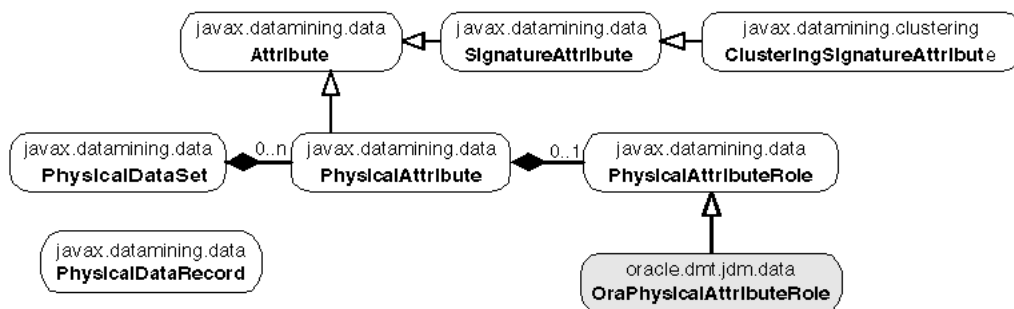 javax.datamining.data
Attribute
javax.datamining.data
SignatureAttribute
javax.datamining.clustering
ClusteringSignatureAttribute
javax.datamining.data
PhysicalDataSet
0..n
javax.datamining.data
PhysicalAttribute
0..1
javax.datamining.data
PhysicalAttributeRole
javax.datamining.data
PhysicalDataRecord
oracle.dmt.jdm.data
OraPhysicalAttributeRole